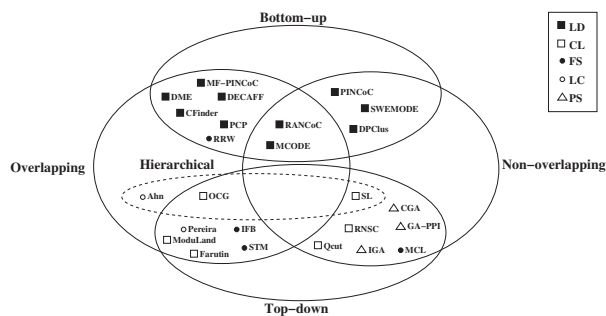 Bottom-up
LD
CL
FS
LC
PS
MF-PINCoC
DME
DECAFF
CFinder
PCP
RRW
PINCoC
SWEMODE
RANCoC
DPClus
MCODE
Overlapping
Hierarchical
Non-overlapping
Ahn
OCG
SL
CGA
Pereira
IFB
RNSC
GA-PPI
ModuLand
STM
Qcut
IGA
MCL
Farutin
Top-down